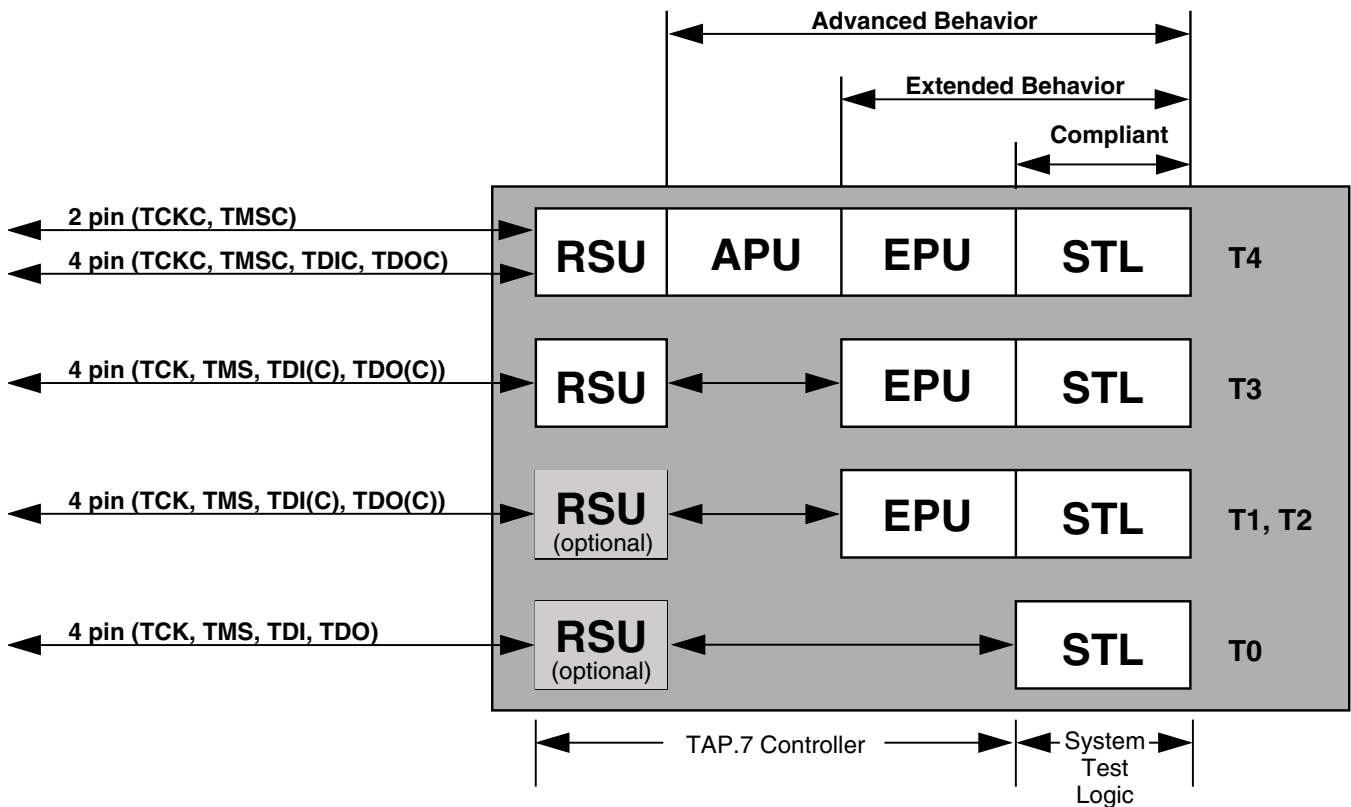 Advanced Behavior
Extended Behavior
Compliant
2 pin (TCKC, TMSC)
4 pin (TCKC, TMSC, TDIC, TDOC)
RSU APU EPU STL T4
4 pin (TCK, TMS, TDI(C), TDO(C))
RSU EPU STL T3
4 pin (TCK, TMS, TDI(C), TDO(C))
RSU EPU STL T1, T2
(optional)
4 pin (TCK, TMS, TDI, TDO)
RSU STL T0
(optional)
TAP.7 Controller
System
Test
Logic